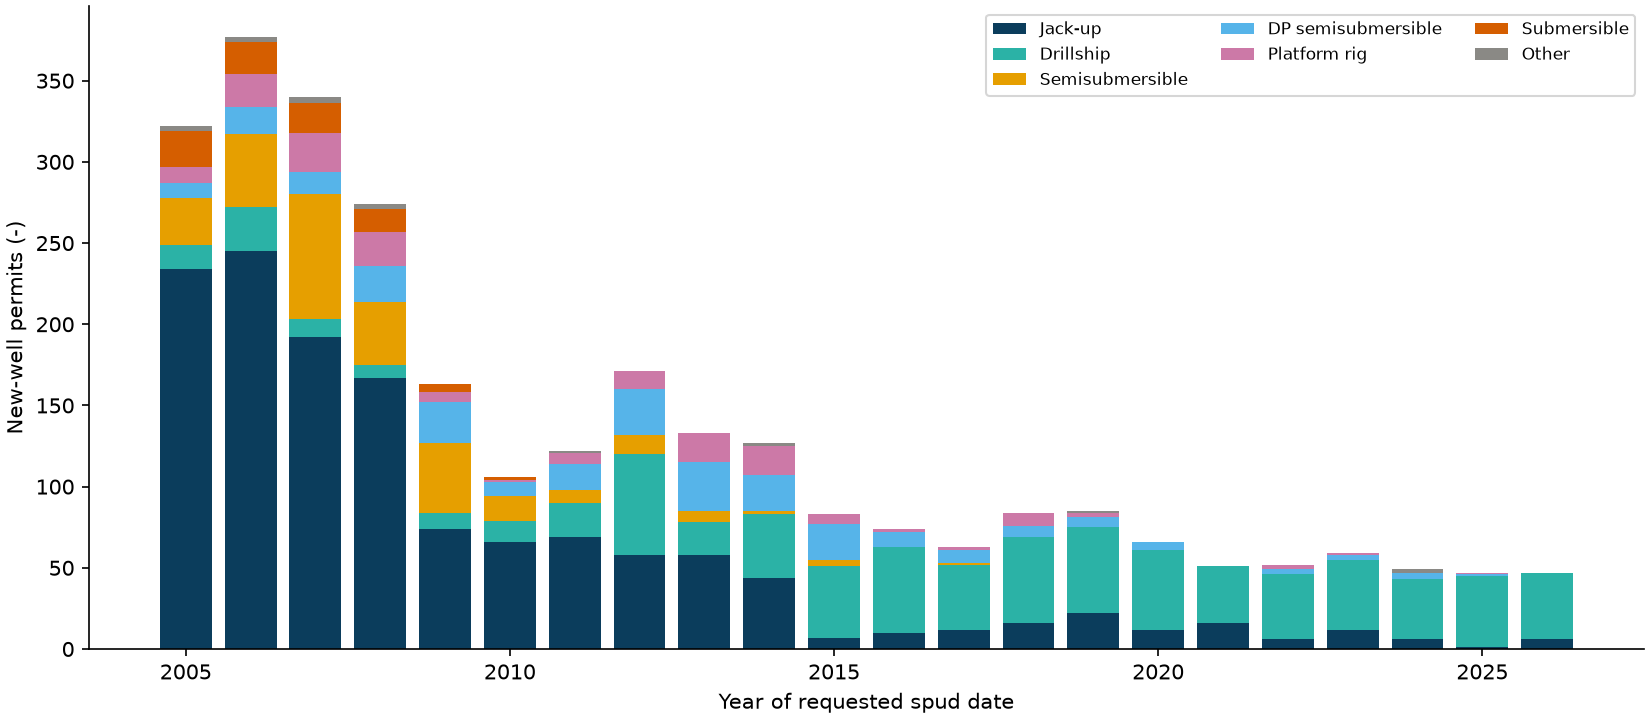 Jack-up
Drillship
Semisubmersible
DP semisubmersible
Platform rig
Submersible
Other
New-well permits (-)
350
300
250
200
150
100
50
0
2005
2010
2015
2020
2025
Year of requested spud date